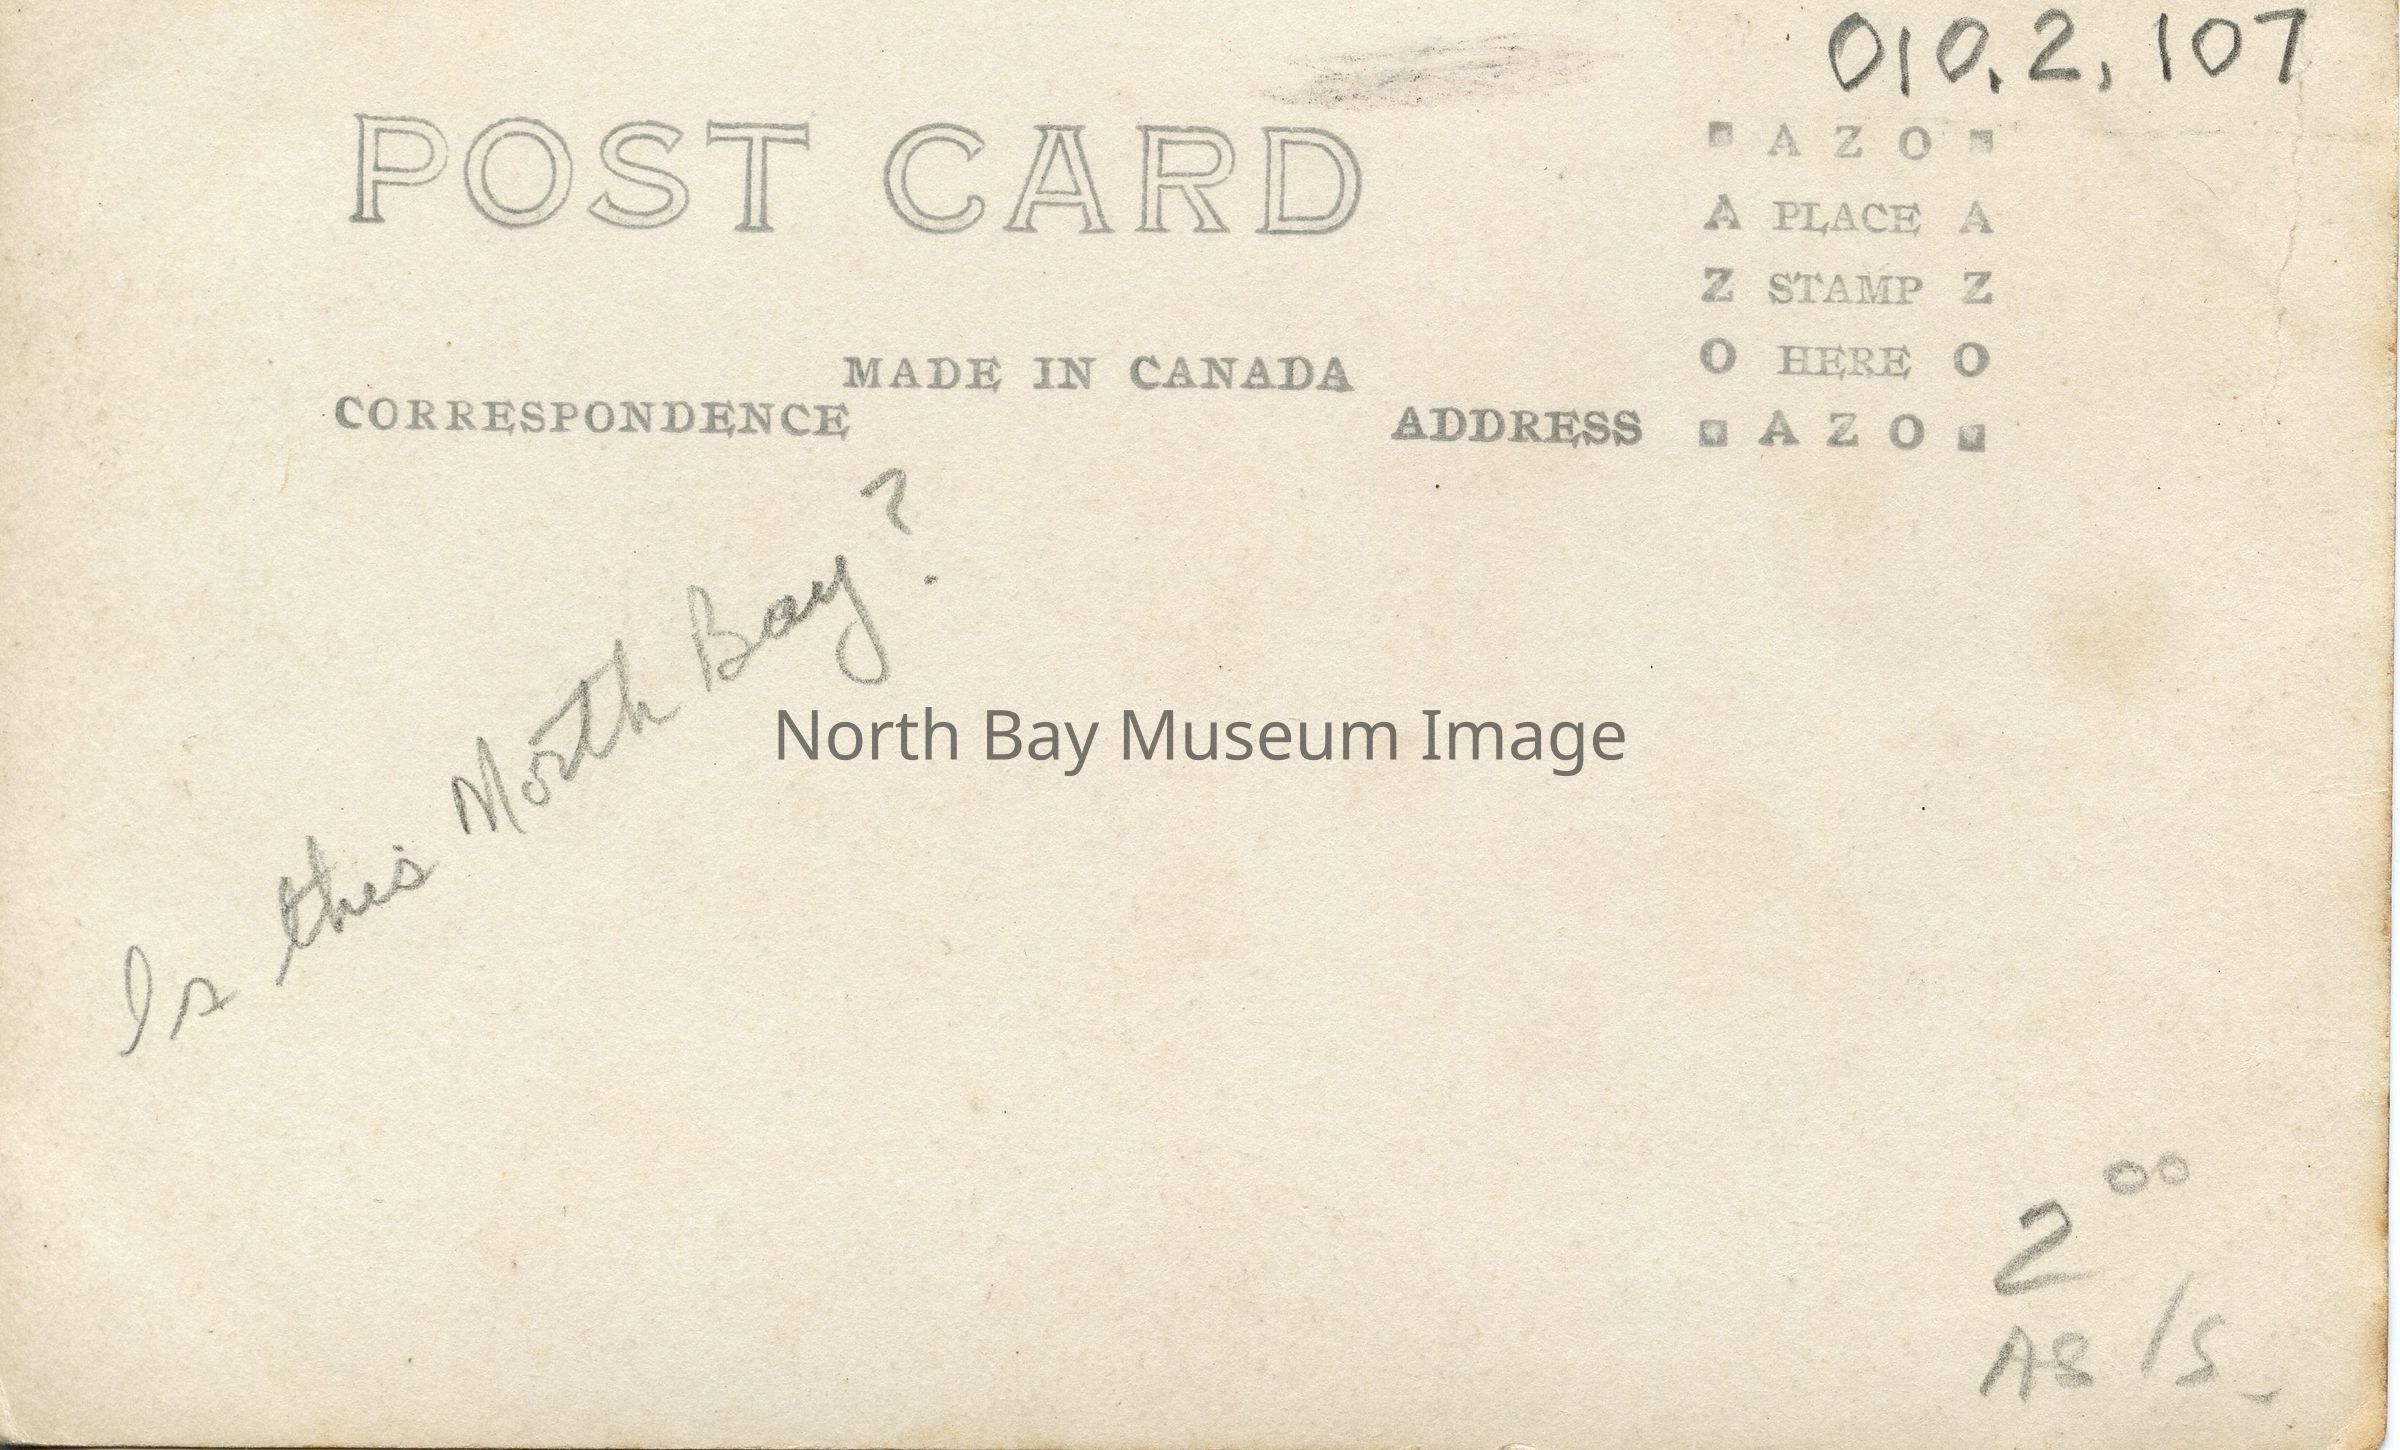 010.2.107
POST CARD
AZO
A PLACE A
Z STAMP Z
O HERE O
AZO
MADE IN CANADA
CORRESPONDENCE
ADDRESS
Is this North Bay?
North Bay Museum Image
2 00
AS IS